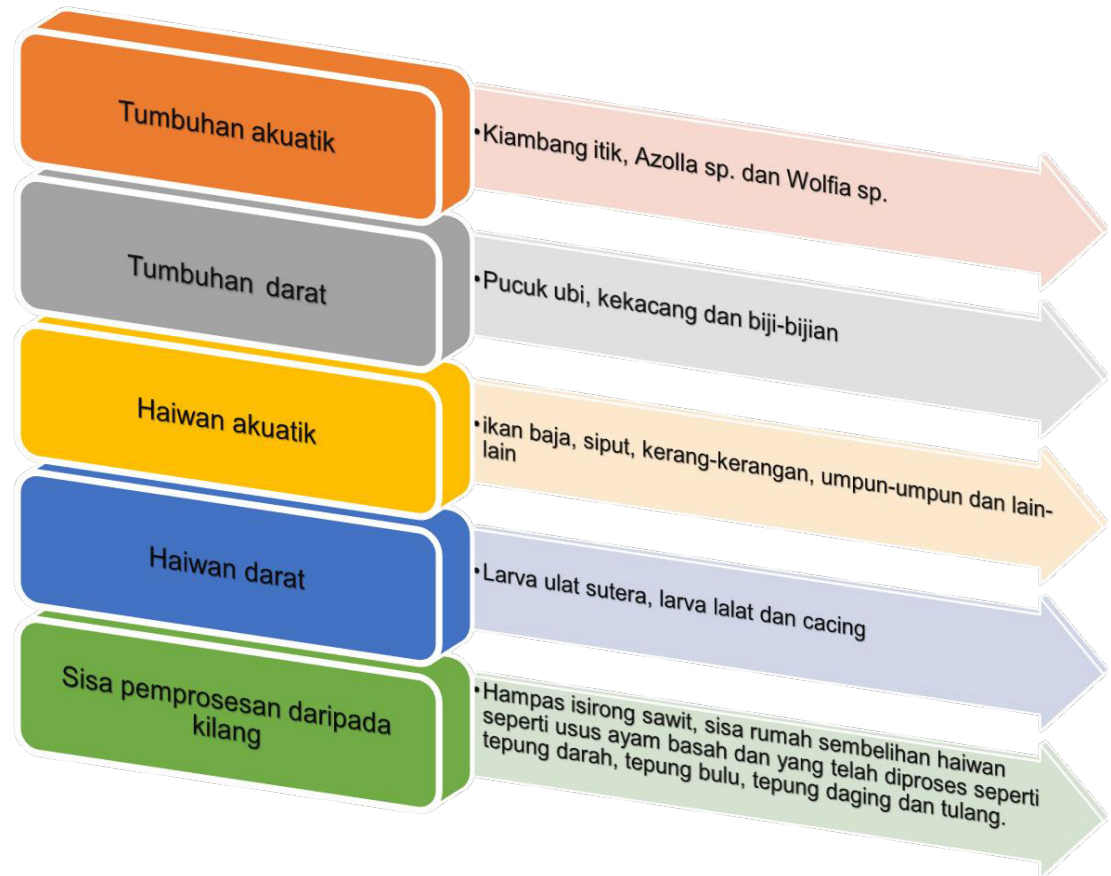 Tumbuhan akuatik
•Kiambang itik, Azolla sp. dan Wolfia sp.
Tumbuhan darat
•Pucuk ubi, kekacang dan biji-bijian
Haiwan akuatik
•ikan baja, siput, kerang-kerangan, umpun-umpun dan lain-
lain
Haiwan darat
•Larva ulat sutera, larva lalat dan cacing
Sisa pemprosesan daripada
kilang
•Hampas isirong sawit, sisa rumah sembelihan haiwan
seperti usus ayam basah dan yang telah diproses seperti
tepung darah, tepung bulu, tepung daging dan tulang.